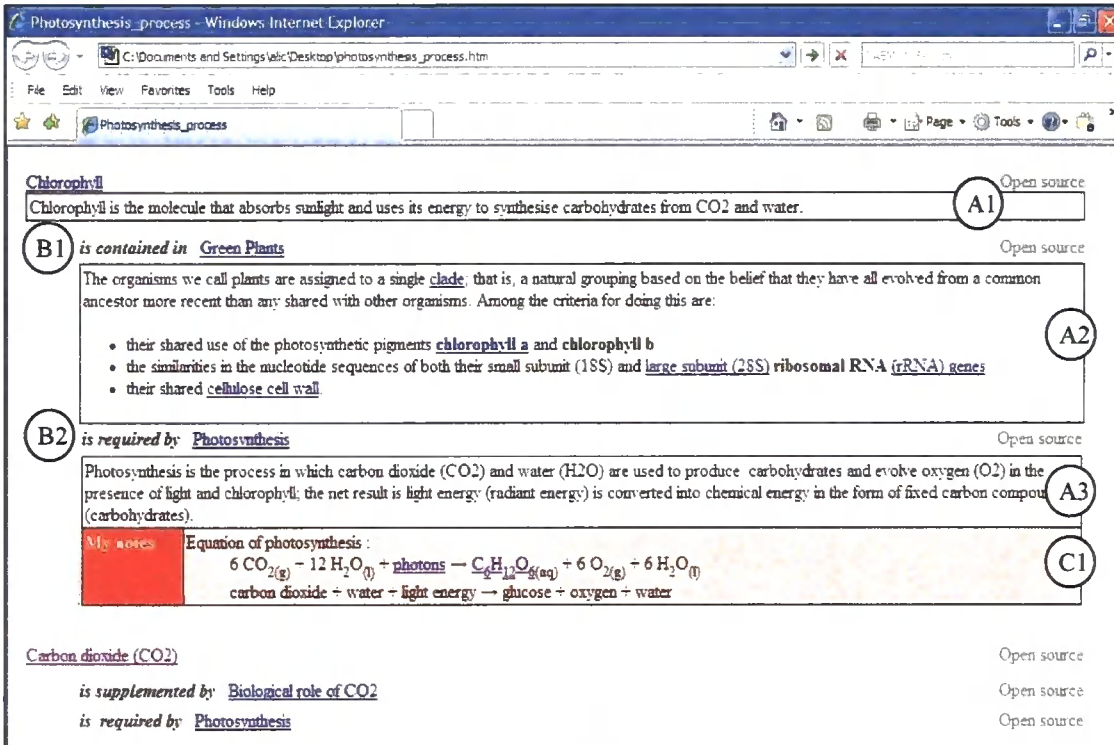 Photosynthesis_process - Windows Internet Explorer
C:\Documents and Settings\alic\Desktop\photosynthesis_process.htm
File Edit View Favorites Tools Help
Photosynthesis_process
Page Tools
Chlorophyll Open source
Chlorophyll is the molecule that absorbs sunlight and uses its energy to synthesise carbohydrates from CO2 and water. A1
B1 is contained in Green Plants Open source
The organisms we call plants are assigned to a single clade; that is, a natural grouping based on the belief that they have all evolved from a common
ancestor more recent than any shared with other organisms. Among the criteria for doing this are:
A2
• their shared use of the photosynthetic pigments chlorophyll a and chlorophyll b
• the similarities in the nucleotide sequences of both their small subunit (18S) and large subunit (28S) ribosomal RNA (rRNA) genes
• their shared cellulose cell wall.
B2 is required by Photosynthesis Open source
Photosynthesis is the process in which carbon dioxide (CO2) and water (H2O) are used to produce carbohydrates and evolve oxygen (O2) in the
presence of light and chlorophyll; the net result is light energy (radiant energy) is converted into chemical energy in the form of fixed carbon compou A3
(carbohydrates).
My notes Equation of photosynthesis :
6 CO2(g) + 12 H2O(l) + photons → C6H12O6(aq) + 6 O2(g) + 6 H2O(l) C1
carbon dioxide + water + light energy → glucose + oxygen + water
Carbon dioxide (CO2) Open source
is supplemented by Biological role of CO2 Open source
is required by Photosynthesis Open source